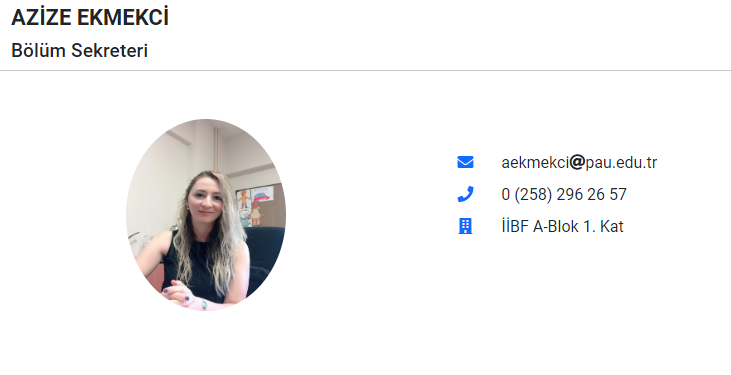 AZİZE EKMEKCİ
Bölüm Sekreteri
aekmekci@pau.edu.tr
0 (258) 296 26 57
İİBF A-Blok 1. Kat